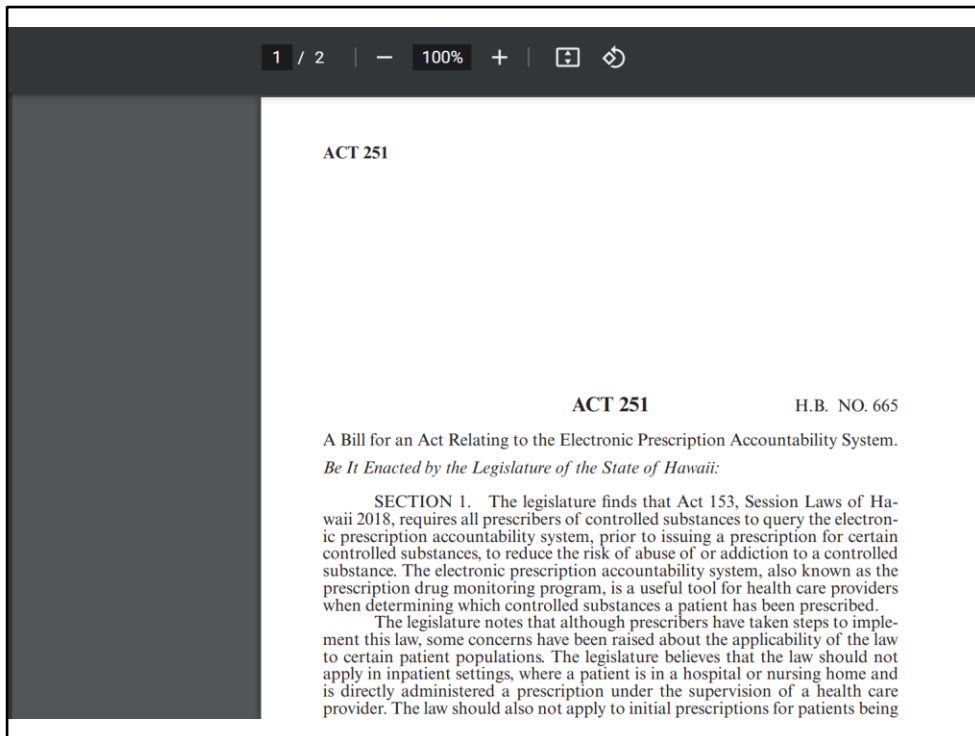 1 / 2 | − 100% + |
ACT 251
ACT 251 H.B. NO. 665
A Bill for an Act Relating to the Electronic Prescription Accountability System.
Be It Enacted by the Legislature of the State of Hawaii:
SECTION 1. The legislature finds that Act 153, Session Laws of Ha-
waii 2018, requires all prescribers of controlled substances to query the electron-
ic prescription accountability system, prior to issuing a prescription for certain
controlled substances, to reduce the risk of abuse of or addiction to a controlled
substance. The electronic prescription accountability system, also known as the
prescription drug monitoring program, is a useful tool for health care providers
when determining which controlled substances a patient has been prescribed.
The legislature notes that although prescribers have taken steps to imple-
ment this law, some concerns have been raised about the applicability of the law
to certain patient populations. The legislature believes that the law should not
apply in inpatient settings, where a patient is in a hospital or nursing home and
is directly administered a prescription under the supervision of a health care
provider. The law should also not apply to initial prescriptions for patients being